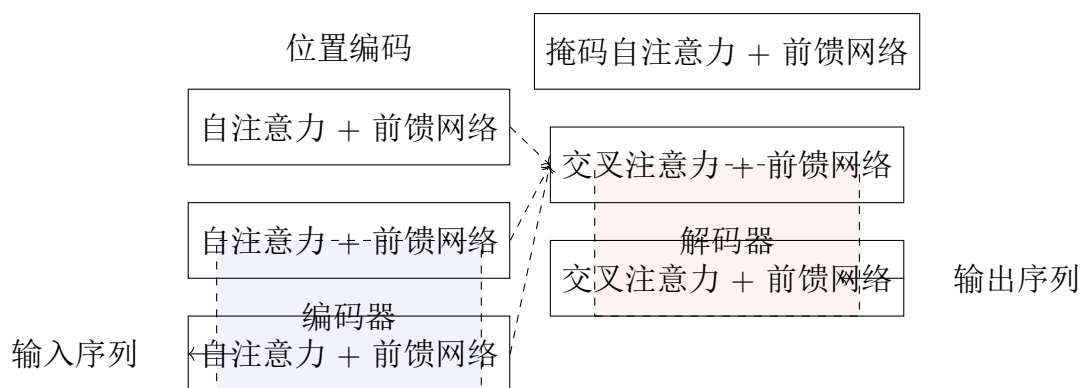 位置编码
掩码自注意力 + 前馈网络
自注意力 + 前馈网络
交叉注意力 + 前馈网络
自注意力 + 前馈网络
解码器
交叉注意力 + 前馈网络
输出序列
编码器
输入序列
自注意力 + 前馈网络